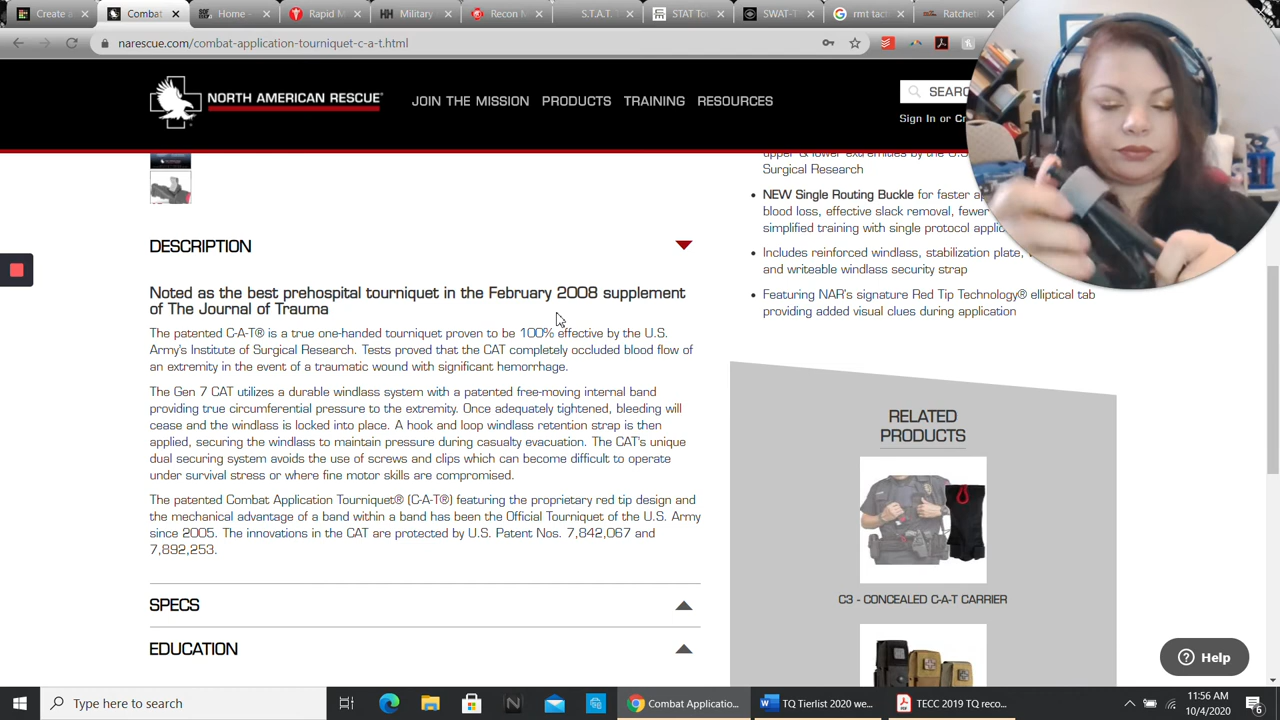 Create a
Combat
Home -
Rapid M
Military
Recon M
S.T.A.T.
STAT To
SWAT-T
rmt tact
Ratchet
narescue.com/combat-application-tourniquet-c-a-t.html
NORTH AMERICAN RESCUE®
JOIN THE MISSION PRODUCTS TRAINING RESOURCES
SEARC
Sign In or Cr
upper & lower extremities by the U.S.
Surgical Research
NEW Single Routing Buckle for faster ap
blood loss, effective slack removal, fewer
simplified training with single protocol applic
Includes reinforced windlass, stabilization plate,
and writeable windlass security strap
Featuring NAR's signature Red Tip Technology® elliptical tab
providing added visual clues during application
DESCRIPTION
Noted as the best prehospital tourniquet in the February 2008 supplement
of The Journal of Trauma
The patented C-A-T® is a true one-handed tourniquet proven to be 100% effective by the U.S.
Army's Institute of Surgical Research. Tests proved that the CAT completely occluded blood flow of
an extremity in the event of a traumatic wound with significant hemorrhage.
The Gen 7 CAT utilizes a durable windlass system with a patented free-moving internal band
providing true circumferential pressure to the extremity. Once adequately tightened, bleeding will
cease and the windlass is locked into place. A hook and loop windlass retention strap is then
applied, securing the windlass to maintain pressure during casualty evacuation. The CAT's unique
dual securing system avoids the use of screws and clips which can become difficult to operate
under survival stress or where fine motor skills are compromised.
The patented Combat Application Tourniquet® (C-A-T®) featuring the proprietary red tip design and
the mechanical advantage of a band within a band has been the Official Tourniquet of the U.S. Army
since 2005. The innovations in the CAT are protected by U.S. Patent Nos. 7,842,067 and
7,892,253.
SPECS
EDUCATION
RELATED
PRODUCTS
C3 - CONCEALED C-A-T CARRIER
Help
Type here to search
Combat Applicatio...
TQ Tierlist 2020 we...
TECC 2019 TQ reco...
11:56 AM
10/4/2020
6